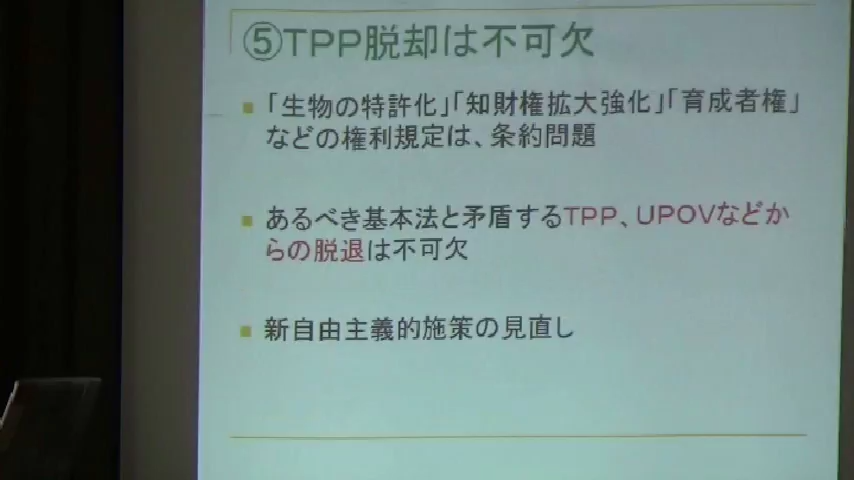 ⑤TPP脱却は不可欠
「生物の特許化」「知財権拡大強化」「育成者権」
などの権利規定は、条約問題
あるべき基本法と矛盾するTPP、UPOVなどか
らの脱退は不可欠
新自由主義的施策の見直し